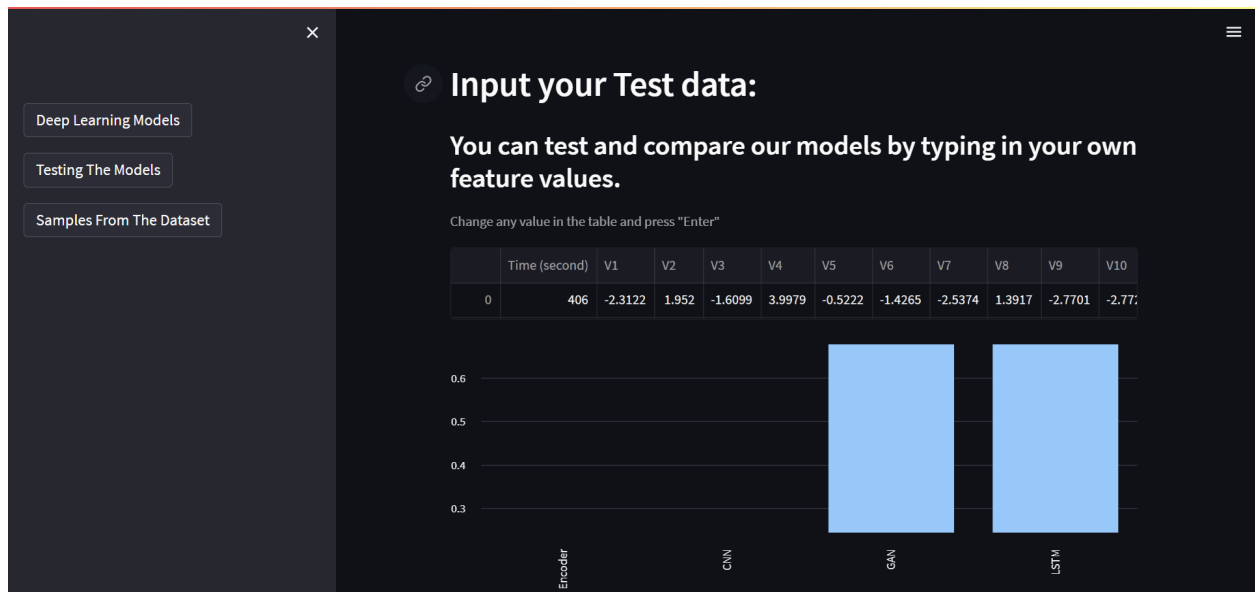 Deep Learning Models
Testing The Models
Samples From The Dataset
Input your Test data:
You can test and compare our models by typing in your own
feature values.
Change any value in the table and press "Enter"
Time (second) V1 V2 V3 V4 V5 V6 V7 V8 V9 V10
0 406 -2.3122 1.952 -1.6099 3.9979 -0.5222 -1.4265 -2.5374 1.3917 -2.7701 -2.772
0.6
0.5
0.4
0.3
Encoder CNN GAN LSTM